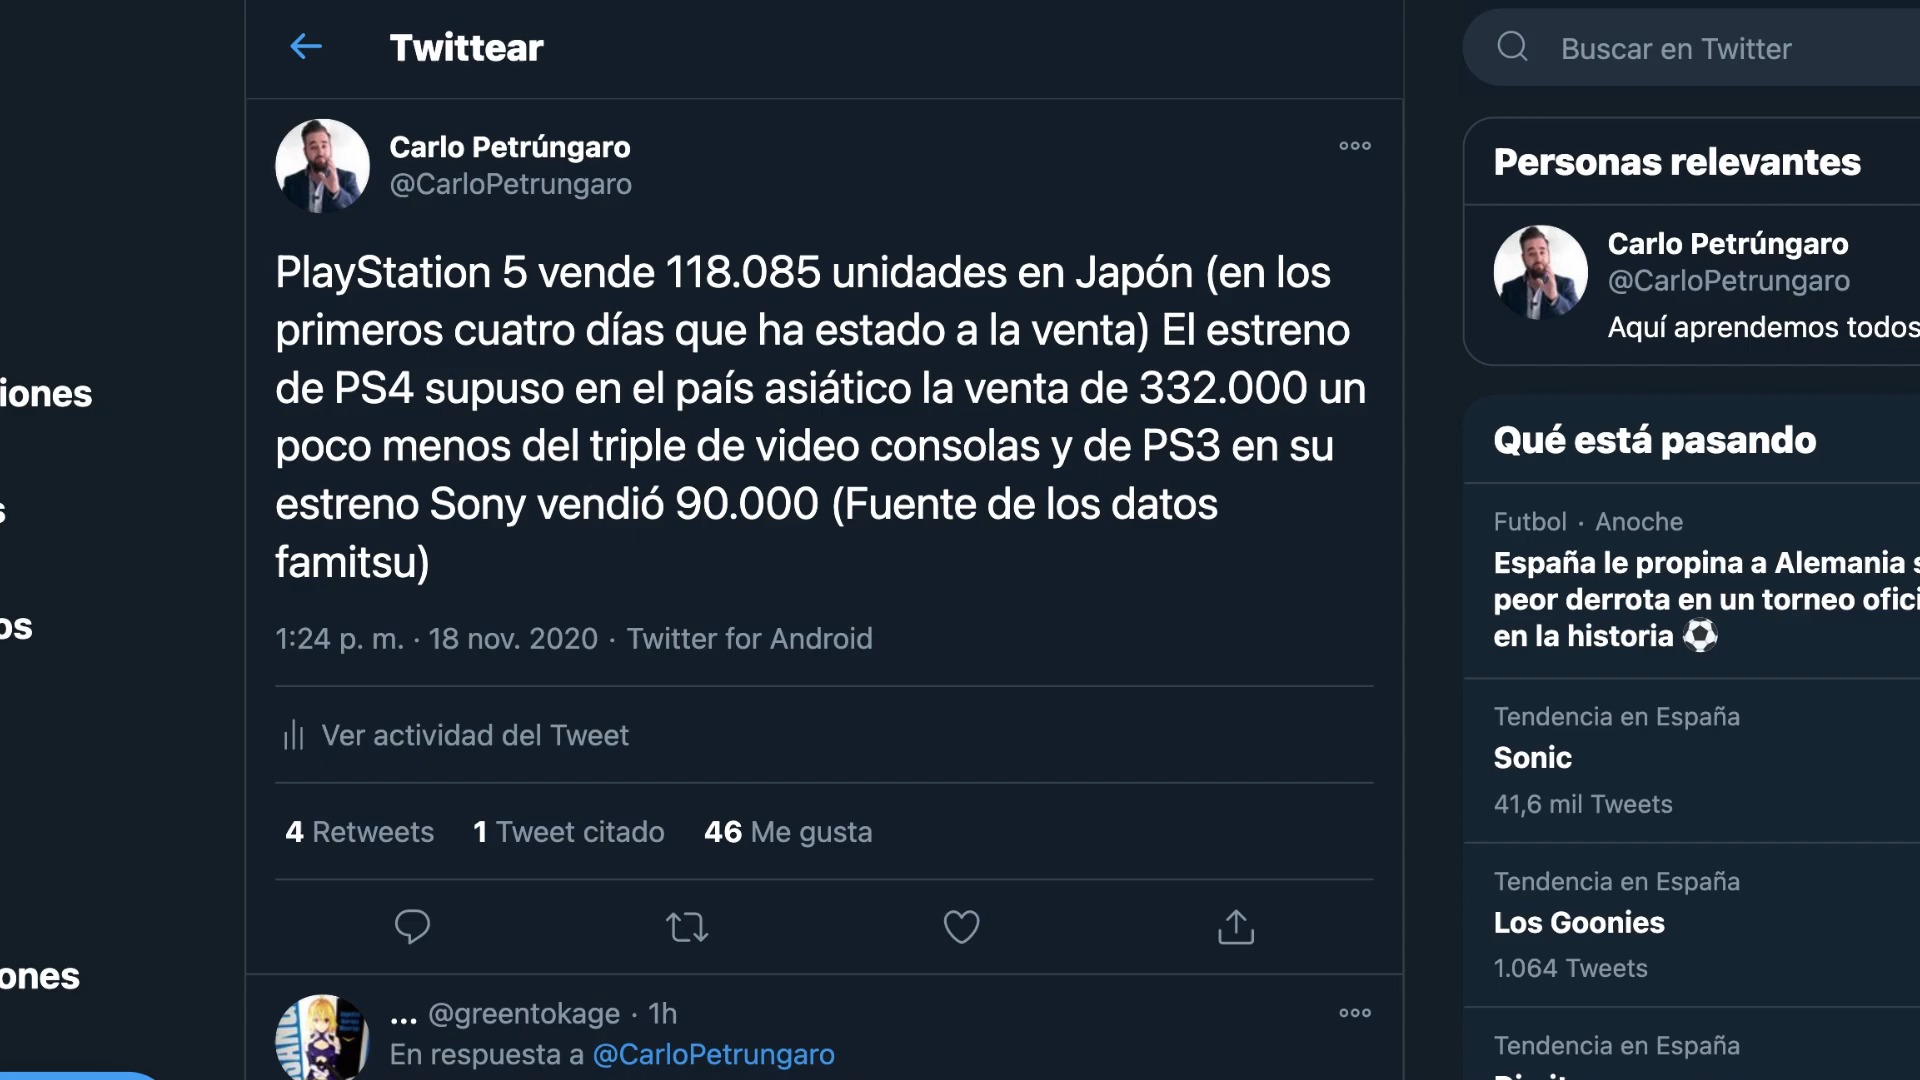 Twittear
Carlo Petrúngaro
@CarloPetrungaro
PlayStation 5 vende 118.085 unidades en Japón (en los
primeros cuatro días que ha estado a la venta) El estreno
de PS4 supuso en el país asiático la venta de 332.000 un
poco menos del triple de video consolas y de PS3 en su
estreno Sony vendió 90.000 (Fuente de los datos
famitsu)
1:24 p. m. · 18 nov. 2020 · Twitter for Android
Ver actividad del Tweet
4 Retweets 1 Tweet citado 46 Me gusta
... @greentokage · 1h
En respuesta a @CarloPetrungaro
iones
s
os
ones
Buscar en Twitter
Personas relevantes
Carlo Petrúngaro
@CarloPetrungaro
Aquí aprendemos todos
Qué está pasando
Futbol · Anoche
España le propina a Alemania s
peor derrota en un torneo ofici
en la historia ⚽
Tendencia en España
Sonic
41,6 mil Tweets
Tendencia en España
Los Goonies
1.064 Tweets
Tendencia en España